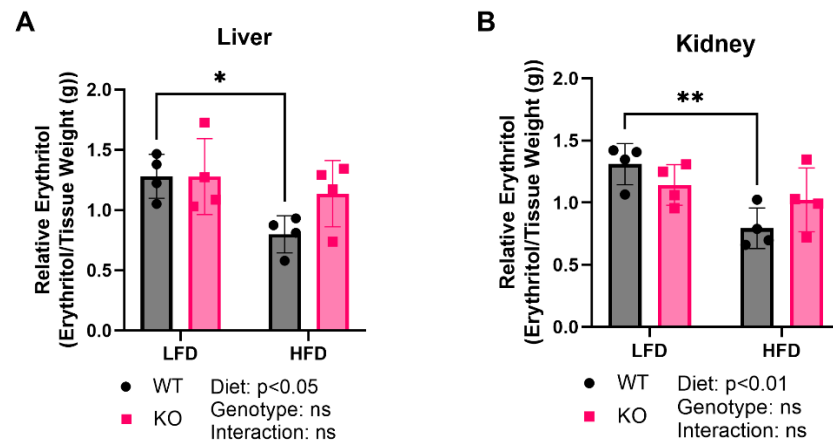 A
Liver
Relative Erythritol
(Erythritol/Tissue Weight (g))
2.0
1.5
1.0
0.5
0.0
*
LFD
HFD
WT
KO
Diet: p<0.05
Genotype: ns
Interaction: ns
B
Kidney
Relative Erythritol
(Erythritol/Tissue Weight (g))
2.0
1.5
1.0
0.5
0.0
**
LFD
HFD
WT
KO
Diet: p<0.01
Genotype: ns
Interaction: ns